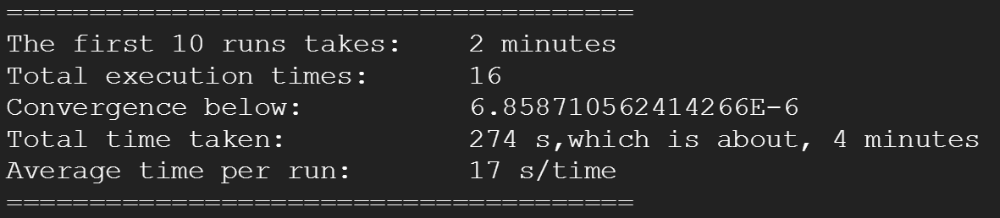 ======================================
The first 10 runs takes:    2 minutes
Total execution times:      16
Convergence below:          6.858710562414266E-6
Total time taken:           274 s,which is about, 4 minutes
Average time per run:       17 s/time
======================================